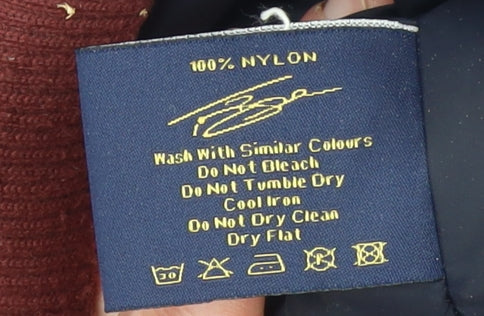 100% NYLON
Wash With Similar Colours
Do Not Bleach
Do Not Tumble Dry
Cool Iron
Do Not Dry Clean
Dry Flat
30
P